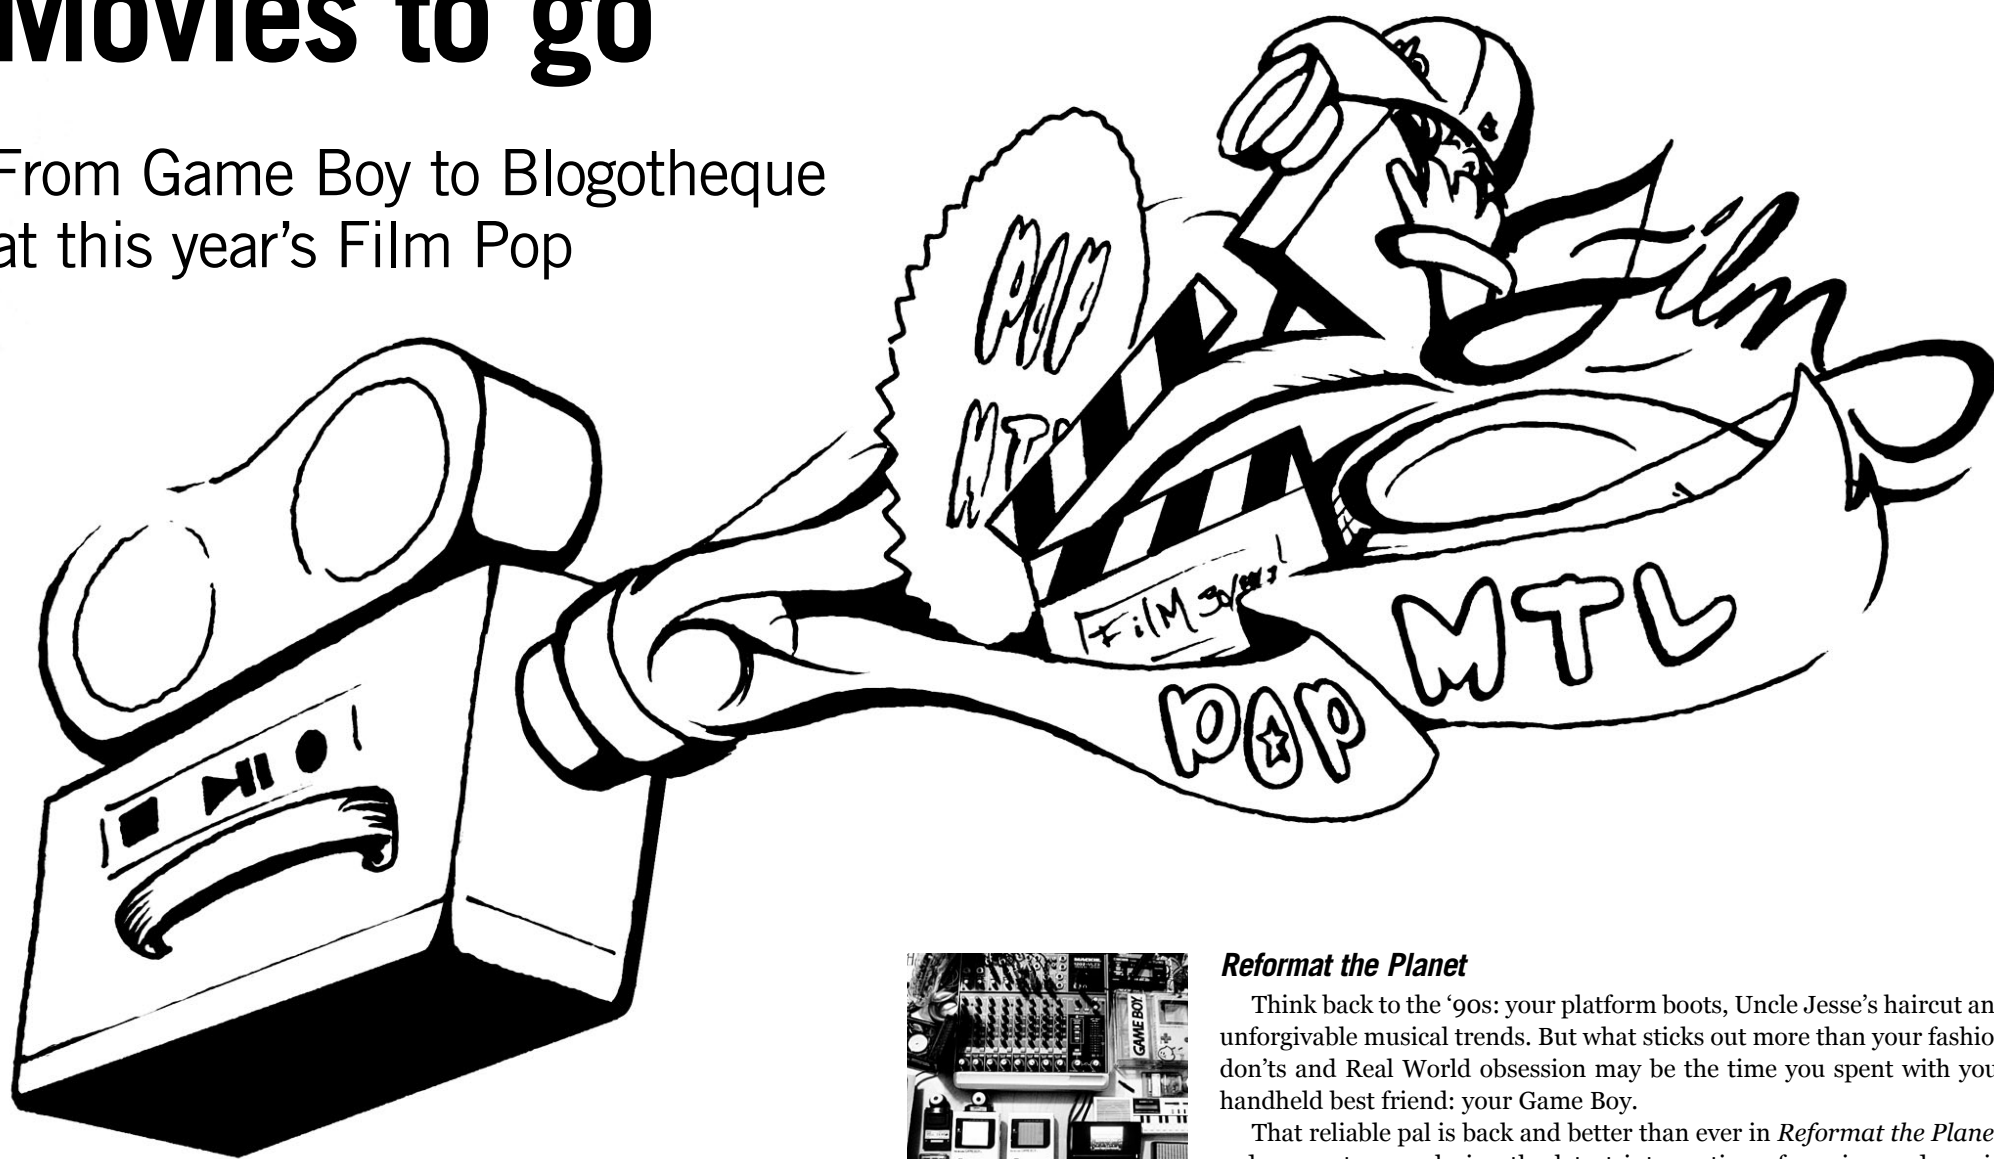 Movies to go
From Game Boy to Blogotheque
at this year's Film Pop
POP
MTL
Film
FilM
MTL
POP
GAME BOY
Reformat the Planet
Think back to the ‘90s: your platform boots, Uncle Jesse's haircut an
unforgivable musical trends. But what sticks out more than your fashio
don'ts and Real World obsession may be the time you spent with you
handheld best friend: your Game Boy.
That reliable pal is back and better than ever in Reformat the Plane